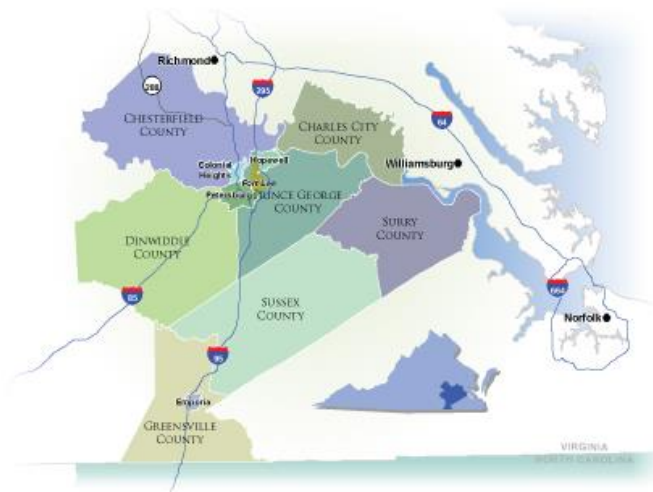 Richmond
288
295
CHESTERFIELD
COUNTY
CHARLES CITY
COUNTY
64
Colonial
Heights
Hopewell
Williamsburg
Fort Lee
Petersburg
PRINCE GEORGE
COUNTY
SURRY
COUNTY
DINWIDDIE
COUNTY
85
SUSSEX
COUNTY
664
Norfolk
95
Emporia
GREENSVILLE
COUNTY
VIRGINIA
NORTH CAROLINA